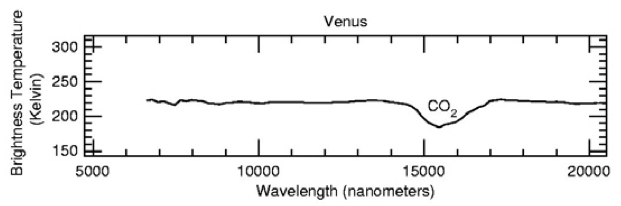 Venus
Brightness Temperature
(Kelvin)
300
250
200
150
CO2
5000 10000 15000 20000
Wavelength (nanometers)